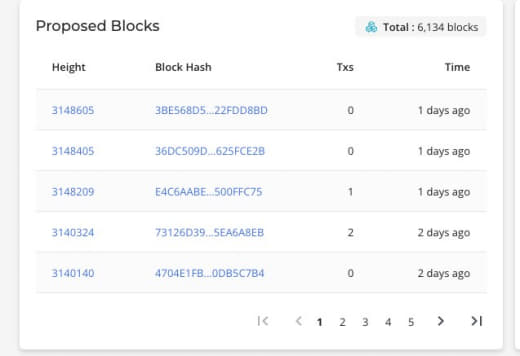 Proposed Blocks Total : 6,134 blocks
Height Block Hash Txs Time
3148605 3BE568D5...22FDD8BD 0 1 days ago
3148405 36DC509D...625FCE2B 0 1 days ago
3148209 E4C6AABE...500FFC75 1 1 days ago
3140324 73126D39...5EA6A8EB 2 2 days ago
3140140 4704E1FB...0DB5C7B4 0 2 days ago
1 2 3 4 5